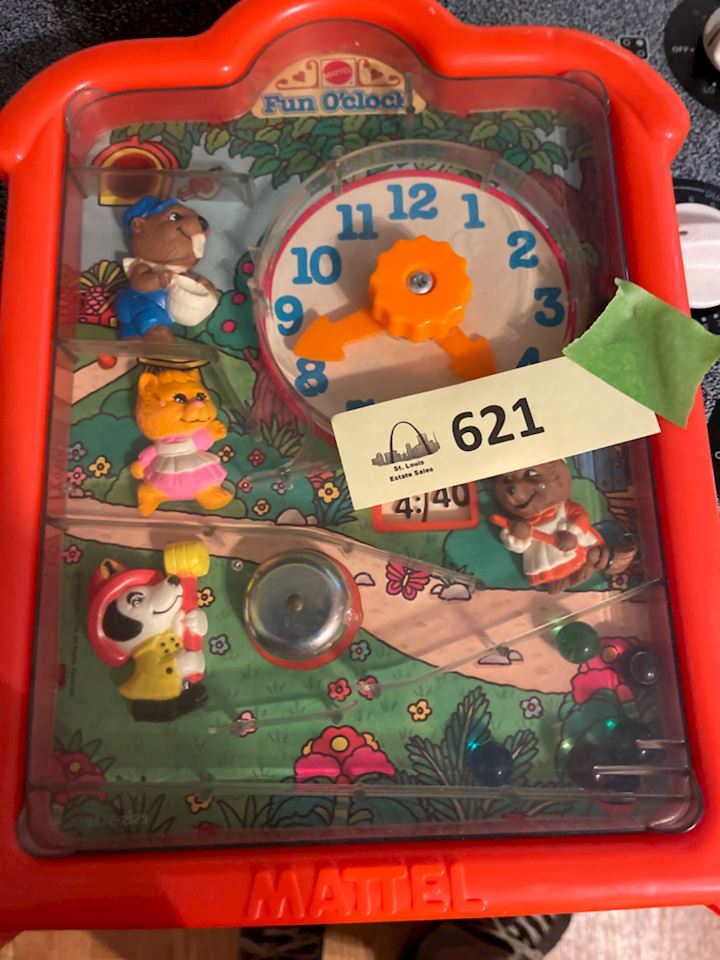 MATTEL
Fun O'clock
12
11
1
10
2
9
3
8
4
621
St. Louis
Estate Sales
4:40
MATTEL
OFF